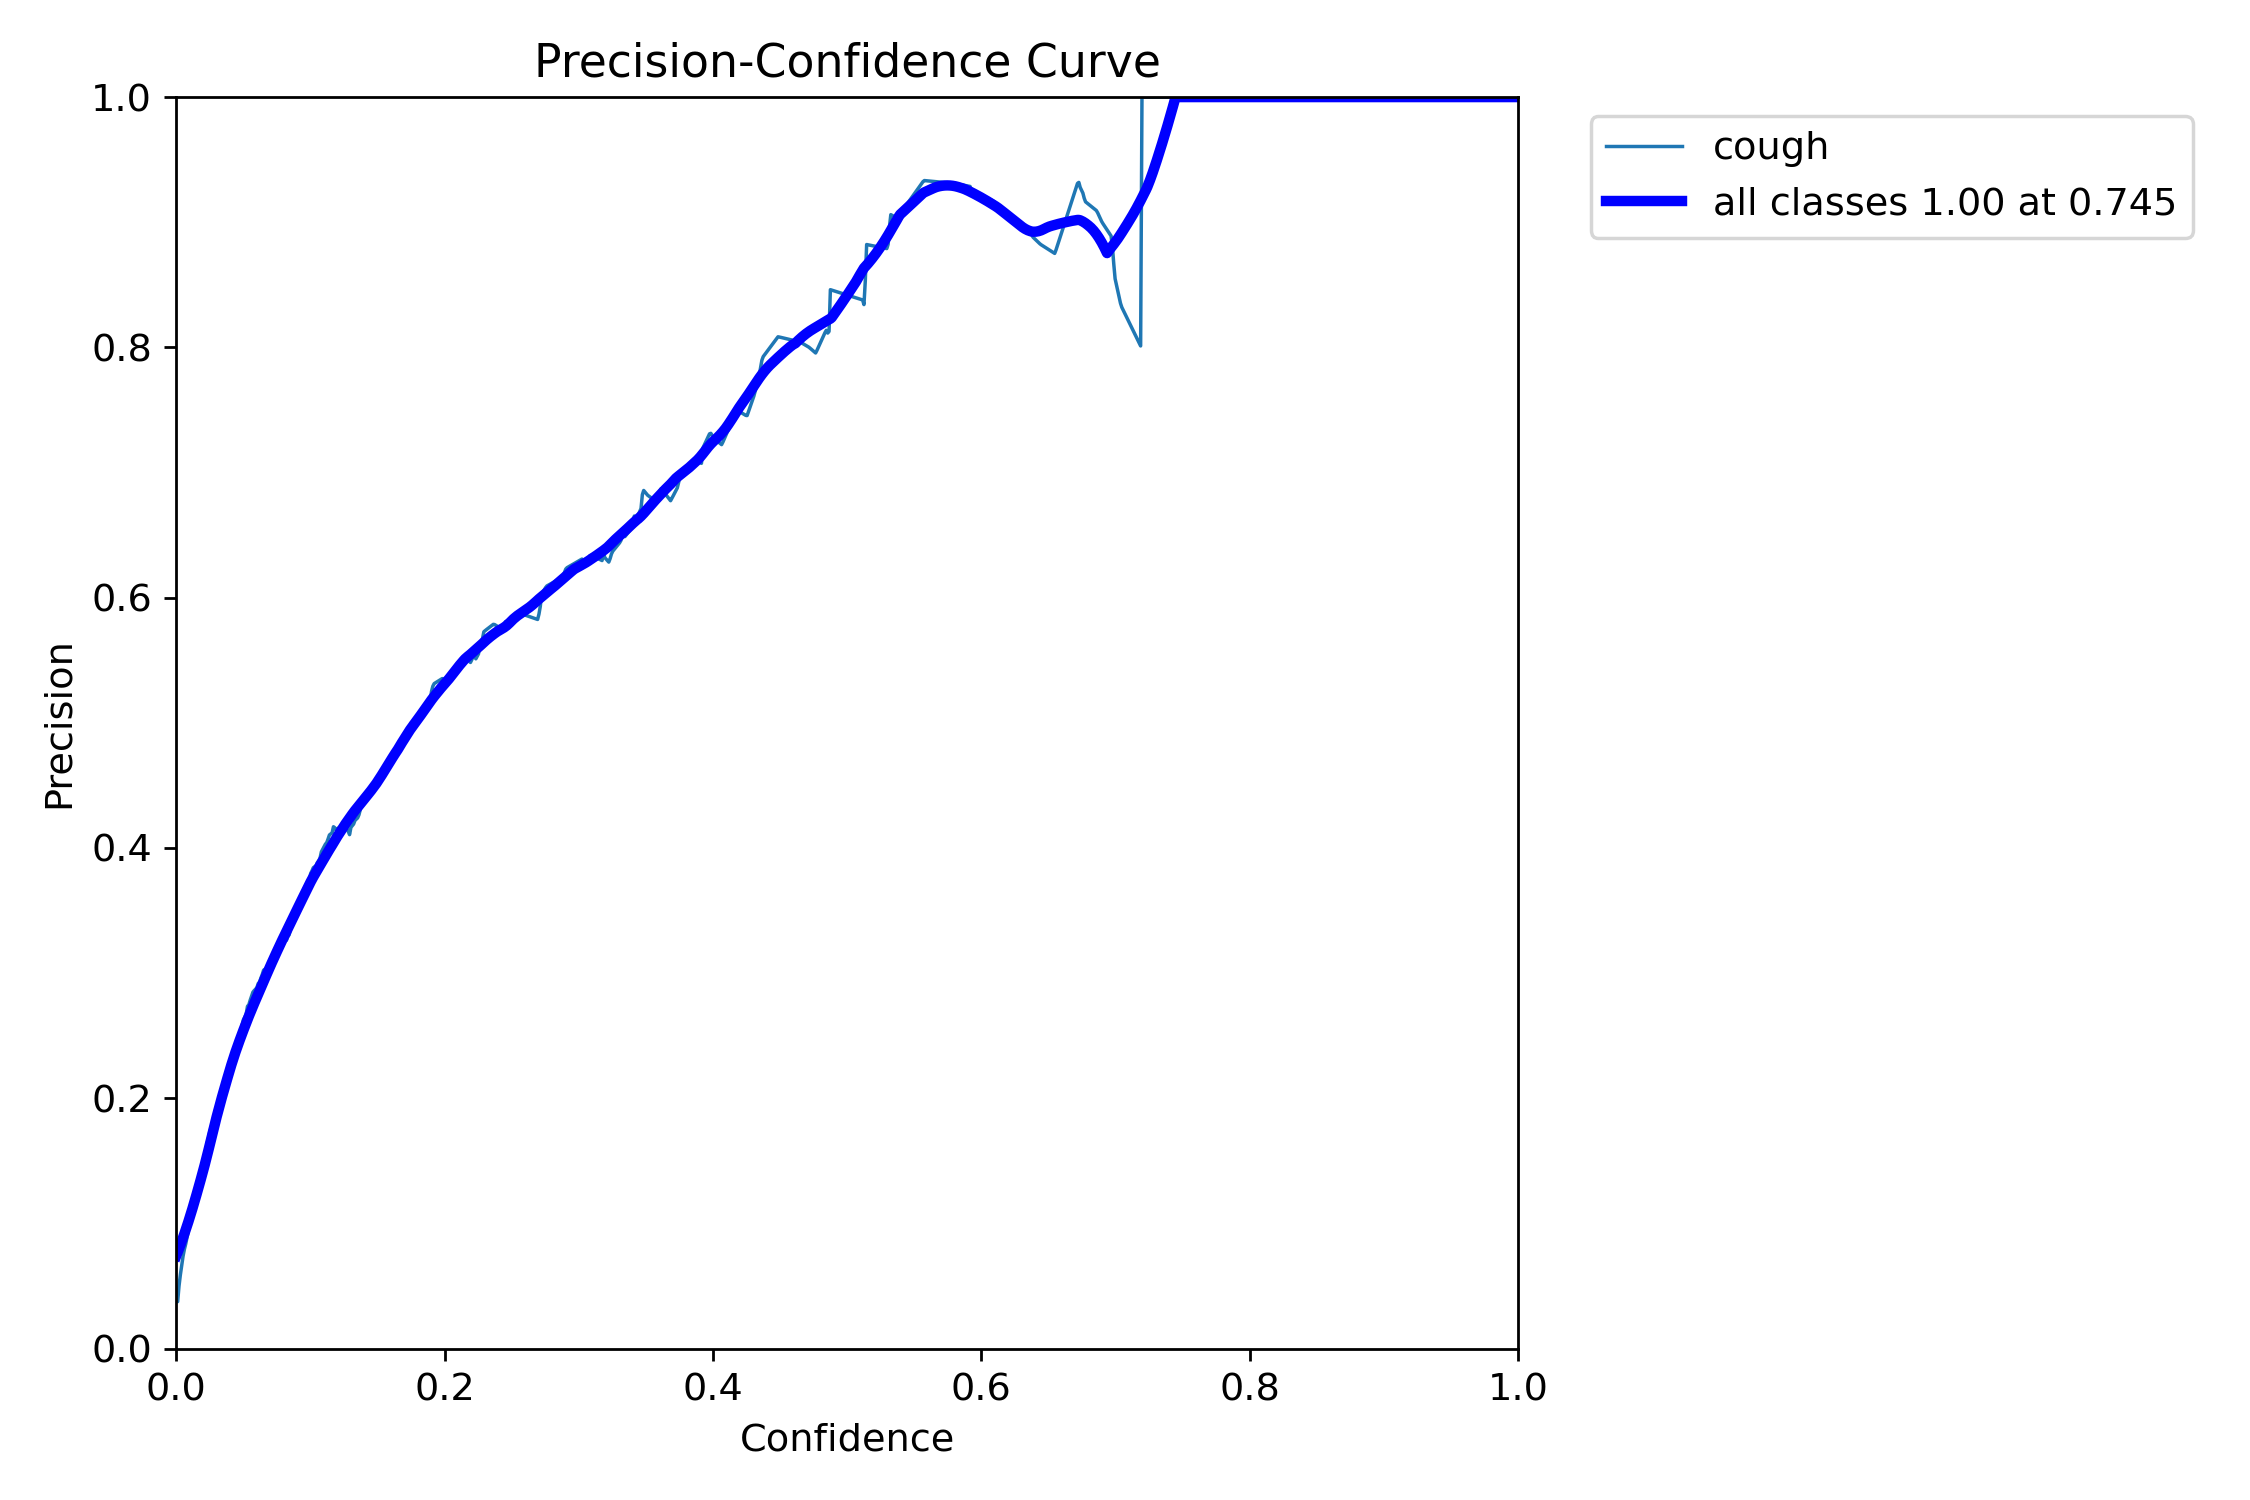 Precision-Confidence Curve
1.0
0.8
0.6
0.4
0.2
0.0
Precision
0.0 0.2 0.4 0.6 0.8 1.0
Confidence
cough
all classes 1.00 at 0.745